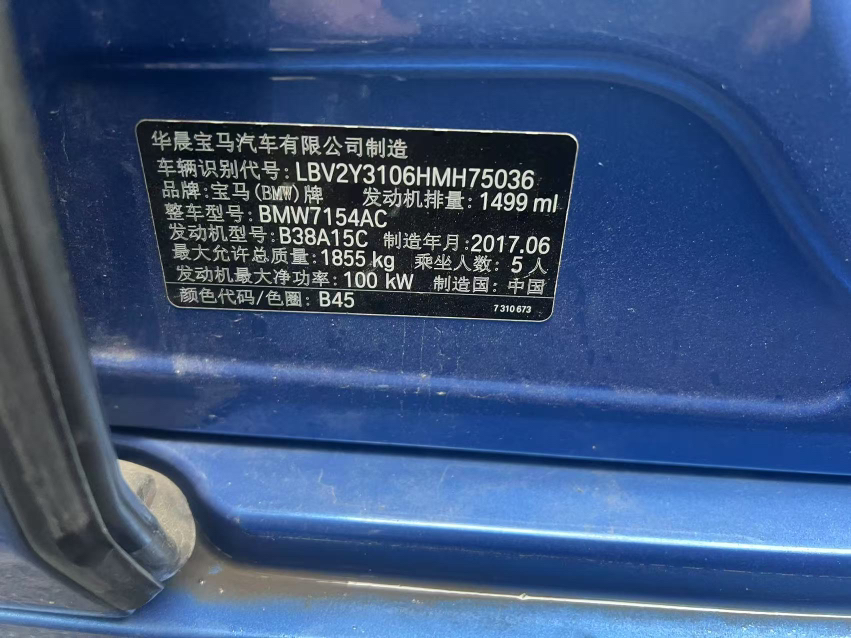 华晨宝马汽车有限公司制造
车辆识别代号: LBV2Y3106HMH75036
品牌: 宝马(BMW)牌 发动机排量: 1499 ml
整车型号: BMW7154AC
发动机型号: B38A15C 制造年月: 2017.06
最大允许总质量: 1855 kg 乘坐人数: 5 人
发动机最大净功率: 100 kW 制造国: 中国
颜色代码/色圈: B45 7 310 673